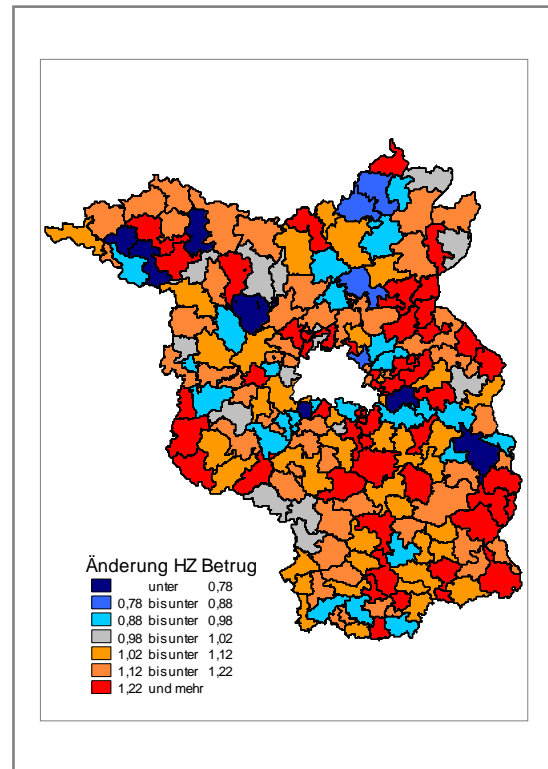 Änderung HZ Betrug
unter 0,78
0,78 bis unter 0,88
0,88 bis unter 0,98
0,98 bis unter 1,02
1,02 bis unter 1,12
1,12 bis unter 1,22
1,22 und mehr